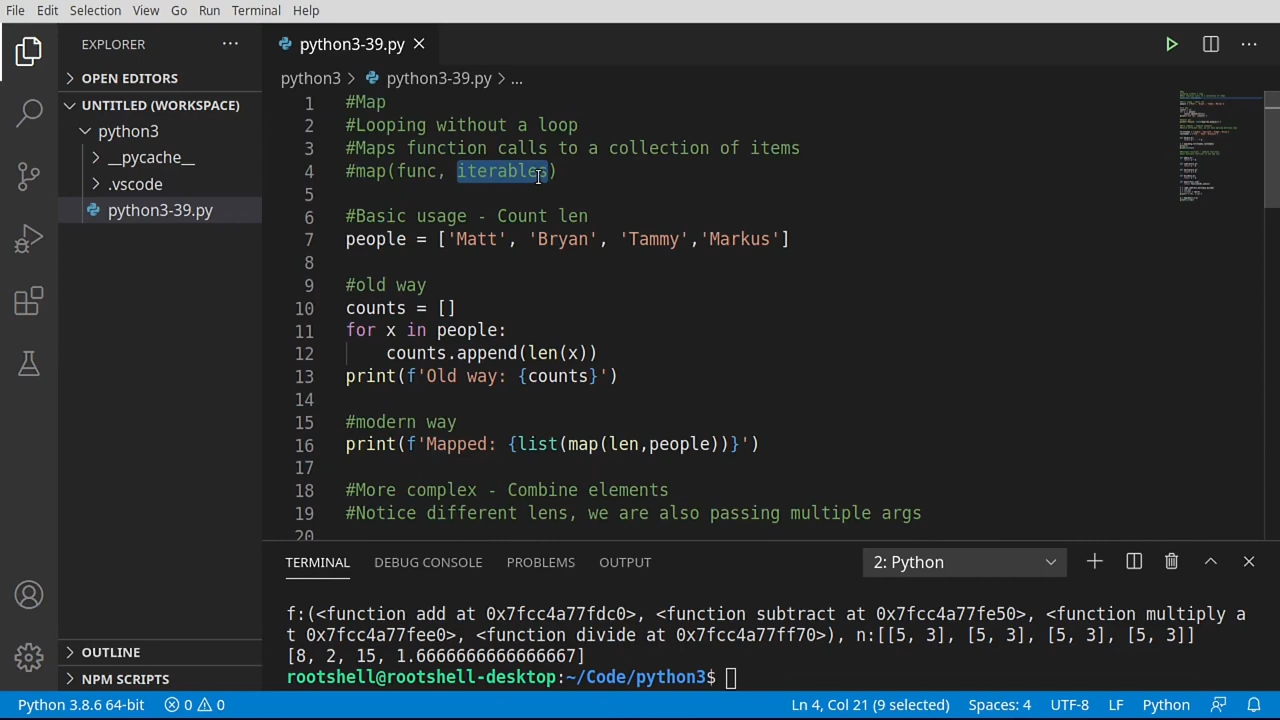 File Edit Selection View Go Run Terminal Help
EXPLORER ...
python3-39.py
OPEN EDITORS
UNTITLED (WORKSPACE)
python3
__pycache__
.vscode
python3-39.py
python3 > python3-39.py > ...
1 #Map
2 #Looping without a loop
3 #Maps function calls to a collection of items
4 #map(func, iterables)
5
6 #Basic usage - Count len
7 people = ['Matt', 'Bryan', 'Tammy','Markus']
8
9 #old way
10 counts = []
11 for x in people:
12 counts.append(len(x))
13 print(f'Old way: {counts}')
14
15 #modern way
16 print(f'Mapped: {list(map(len,people))}')
17
18 #More complex - Combine elements
19 #Notice different lens, we are also passing multiple args
20
TERMINAL DEBUG CONSOLE PROBLEMS OUTPUT 2: Python
f:(<function add at 0x7fcc4a77fdc0>, <function subtract at 0x7fcc4a77fe50>, <function multiply a
t 0x7fcc4a77fee0>, <function divide at 0x7fcc4a77ff70>), n:[[5, 3], [5, 3], [5, 3], [5, 3]]
[8, 2, 15, 1.6666666666666667]
rootshell@rootshell-desktop:~/Code/python3$
OUTLINE
NPM SCRIPTS
Python 3.8.6 64-bit 0 0 Ln 4, Col 21 (9 selected) Spaces: 4 UTF-8 LF Python